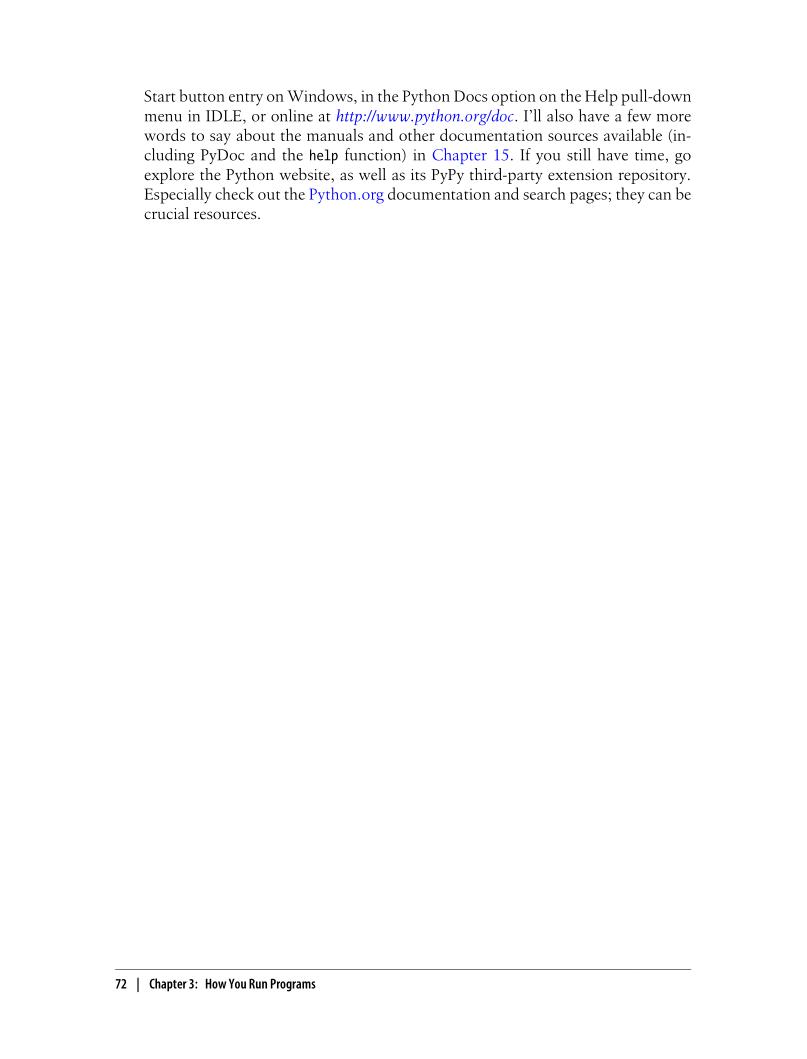 Start button entry on Windows, in the Python Docs option on the Help pull-down
menu in IDLE, or online at http://www.python.org/doc. I'll also have a few more
words to say about the manuals and other documentation sources available (in-
cluding PyDoc and the help function) in Chapter 15. If you still have time, go
explore the Python website, as well as its PyPy third-party extension repository.
Especially check out the Python.org documentation and search pages; they can be
crucial resources.
72 | Chapter 3: How You Run Programs